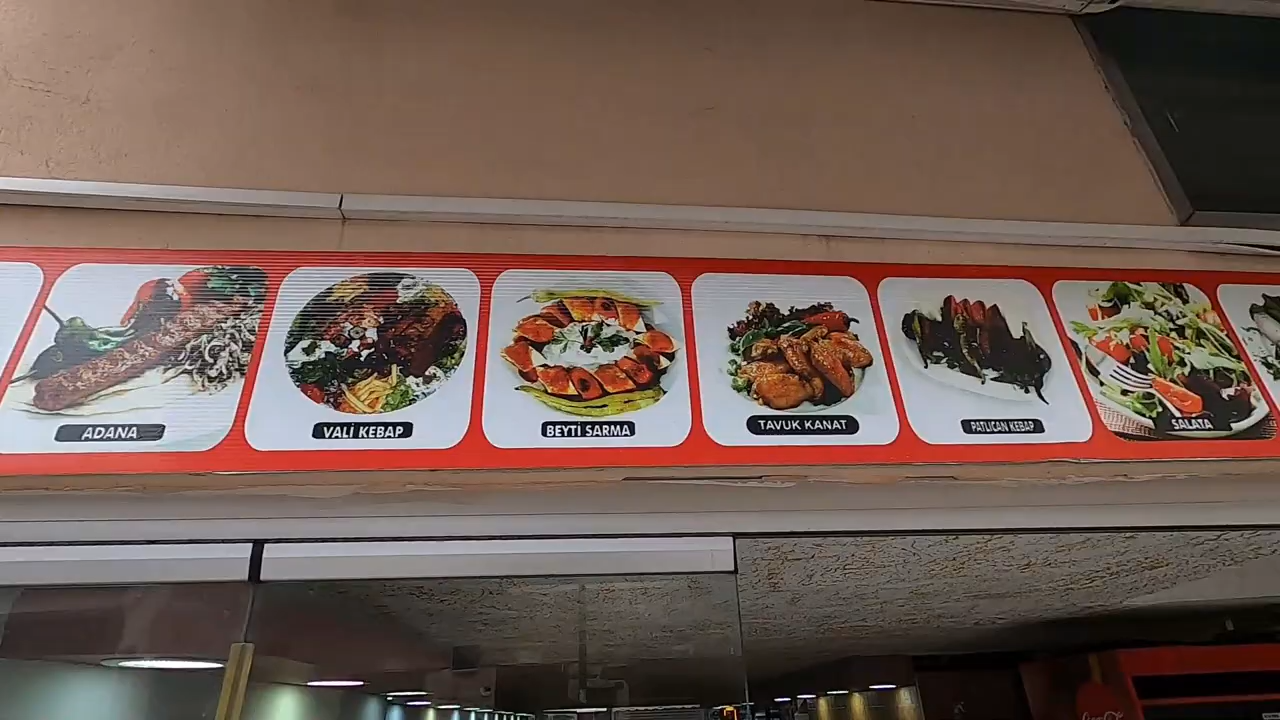 ADANA
VALİ KEBAP
BEYTİ SARMA
TAVUK KANAT
PATLICAN KEBAP
SALATA